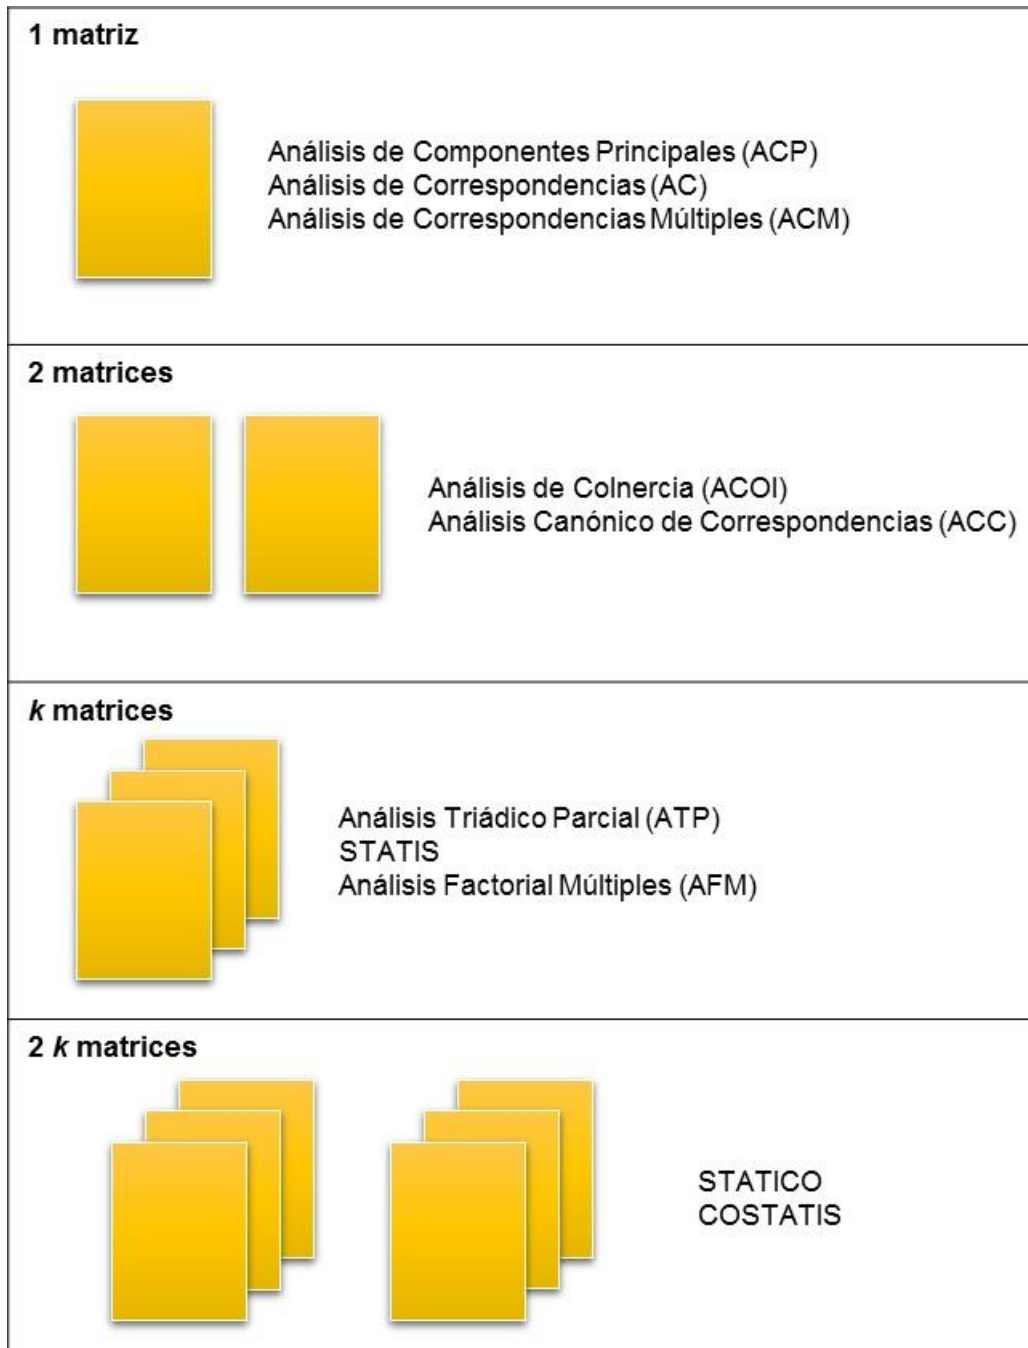 1 matriz
Análisis de Componentes Principales (ACP)
Análisis de Correspondencias (AC)
Análisis de Correspondencias Múltiples (ACM)
2 matrices
Análisis de CoInercia (ACOI)
Análisis Canónico de Correspondencias (ACC)
k matrices
Análisis Triádico Parcial (ATP)
STATIS
Análisis Factorial Múltiples (AFM)
2 k matrices
STATICO
COSTATIS